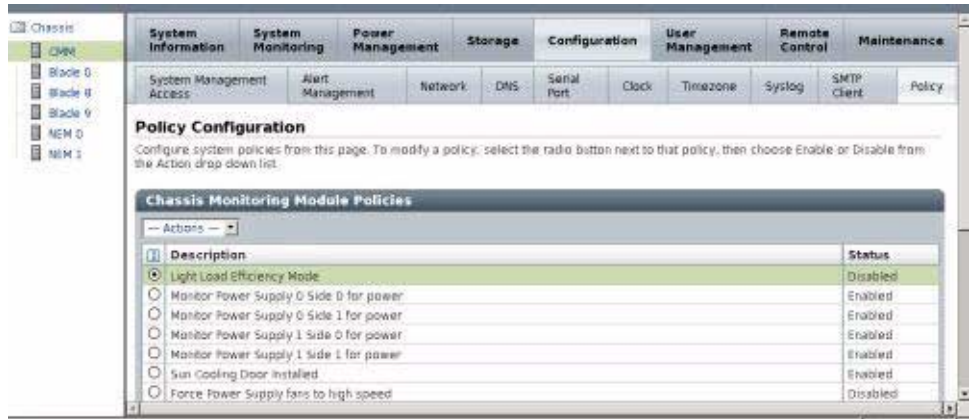 Chassis
CMM
Blade 0
Blade 8
Blade 9
NEM 0
NEM 1
System Information
System Monitoring
Power Management
Storage
Configuration
User Management
Remote Control
Maintenance
System Management Access
Alert Management
Network
DNS
Serial Port
Clock
Timezone
Syslog
SMTP Client
Policy
Policy Configuration
Configure system policies from this page. To modify a policy, select the radio button next to that policy, then choose Enable or Disable from
the Action drop down list.
Chassis Monitoring Module Policies
— Actions —
Description Status
Light Load Efficiency Mode Disabled
Monitor Power Supply 0 Side 0 for power Enabled
Monitor Power Supply 0 Side 1 for power Enabled
Monitor Power Supply 1 Side 0 for power Enabled
Monitor Power Supply 1 Side 1 for power Enabled
Sun Cooling Door Installed Enabled
Force Power Supply fans to high speed Disabled